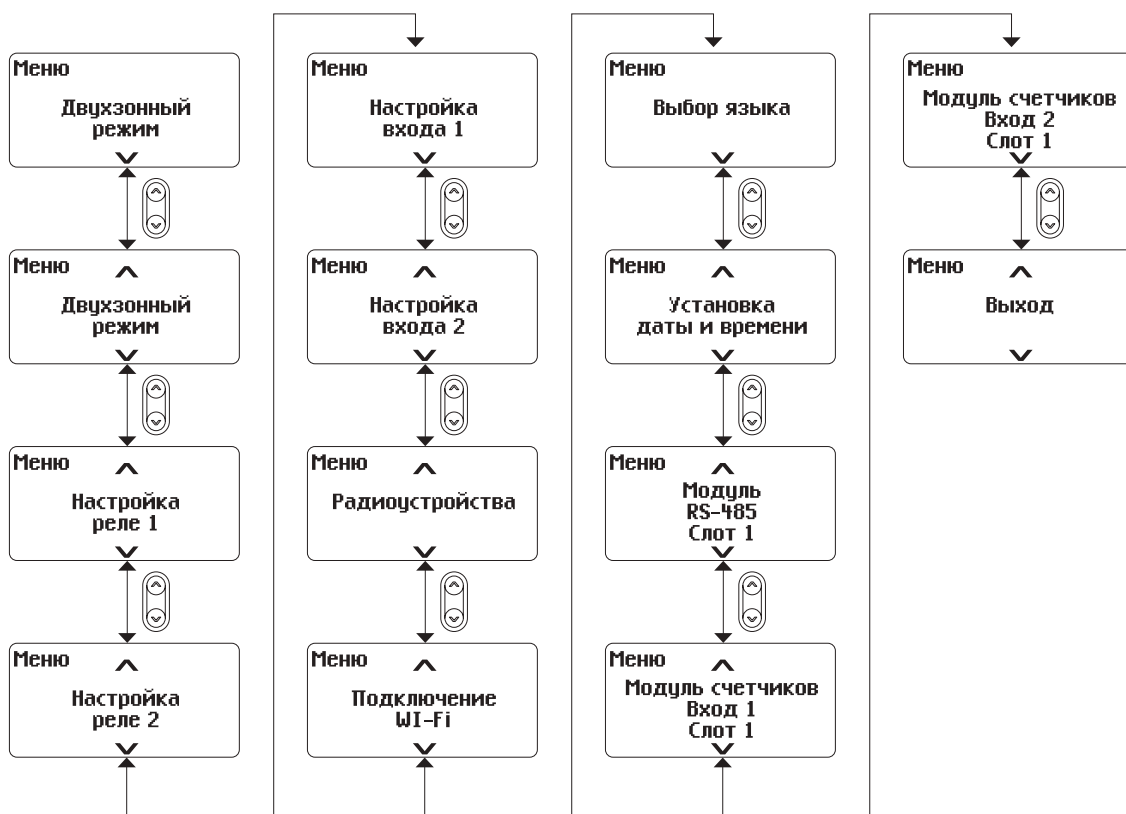 Меню
Двухзонный
режим
Меню
Двухзонный
режим
Меню
Настройка
реле 1
Меню
Настройка
реле 2
Меню
Настройка
входа 1
Меню
Настройка
входа 2
Меню
Радиоустройства
Меню
Подключение
WI-Fi
Меню
Выбор языка
Меню
Установка
даты и времени
Меню
Модуль
RS-485
Слот 1
Меню
Модуль счетчиков
Вход 1
Слот 1
Меню
Модуль счетчиков
Вход 2
Слот 1
Меню
Выход